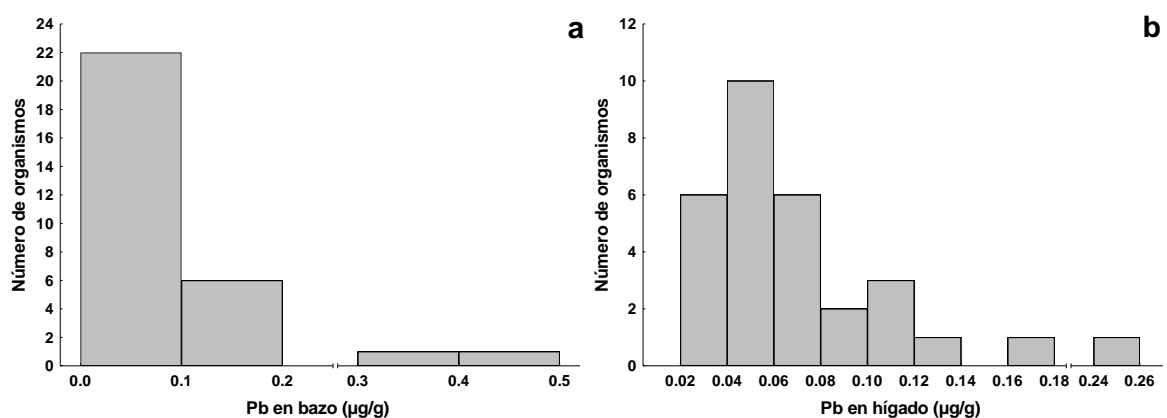 a
24
22
20
18
16
14
12
10
8
6
4
2
0
Número de organismos
0.0 0.1 0.2 0.3 0.4 0.5
Pb en bazo (µg/g)
b
12
10
8
6
4
2
0
Número de organismos
0.02 0.04 0.06 0.08 0.10 0.12 0.14 0.16 0.18 0.24 0.26
Pb en hígado (µg/g)